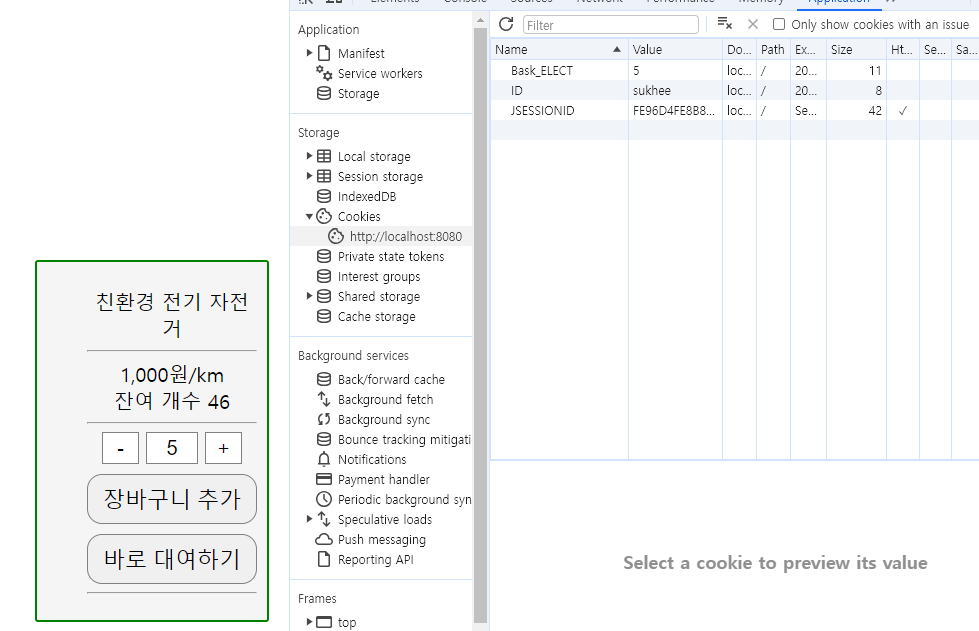 친환경 전기 자전
거
1,000원/km
잔여 개수 46
- 5 +
장바구니 추가
바로 대여하기
Elements Console Sources Network Performance Memory Application
Application
Manifest
Service workers
Storage
Storage
Local storage
Session storage
IndexedDB
Cookies
http://localhost:8080
Private state tokens
Interest groups
Shared storage
Cache storage
Background services
Back/forward cache
Background fetch
Background sync
Bounce tracking mitigati
Notifications
Payment handler
Periodic background syn
Speculative loads
Push messaging
Reporting API
Frames
top
Filter Only show cookies with an issue
Name Value Do... Path Ex... Size Ht... Se... Sa...
Bask_ELECT 5 loc... / 20... 11
ID sukhee loc... / 20... 8
JSESSIONID FE96D4FE8B8... loc... / Se... 42 ✓
Select a cookie to preview its value